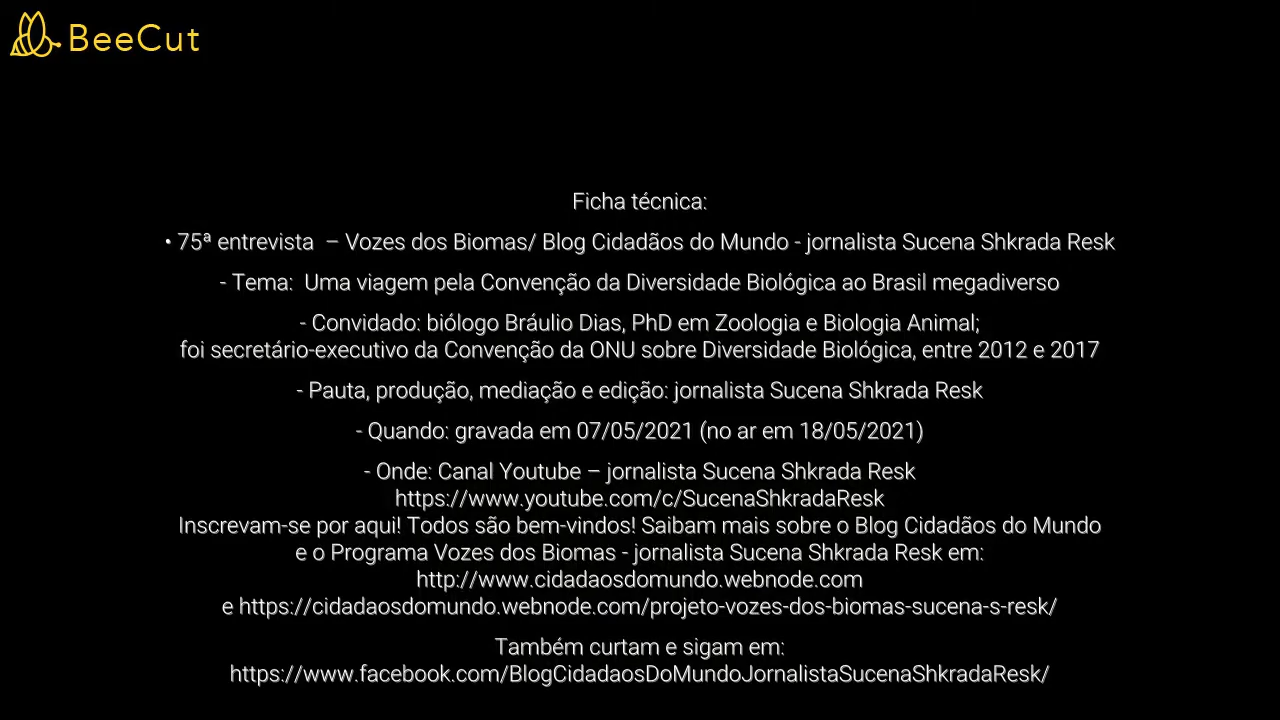 BeeCut
Ficha técnica:
• 75ª entrevista – Vozes dos Biomas/ Blog Cidadãos do Mundo - jornalista Sucena Shkrada Resk
- Tema: Uma viagem pela Convenção da Diversidade Biológica ao Brasil megadiverso
- Convidado: biólogo Bráulio Dias, PhD em Zoologia e Biologia Animal;
foi secretário-executivo da Convenção da ONU sobre Diversidade Biológica, entre 2012 e 2017
- Pauta, produção, mediação e edição: jornalista Sucena Shkrada Resk
- Quando: gravada em 07/05/2021 (no ar em 18/05/2021)
- Onde: Canal Youtube – jornalista Sucena Shkrada Resk
https://www.youtube.com/c/SucenaShkradaResk
Inscrevam-se por aqui! Todos são bem-vindos! Saibam mais sobre o Blog Cidadãos do Mundo
e o Programa Vozes dos Biomas - jornalista Sucena Shkrada Resk em:
http://www.cidadaosdomundo.webnode.com
e https://cidadaosdomundo.webnode.com/projeto-vozes-dos-biomas-sucena-s-resk/
Também curtam e sigam em:
https://www.facebook.com/BlogCidadaosDoMundoJornalistaSucenaShkradaResk/